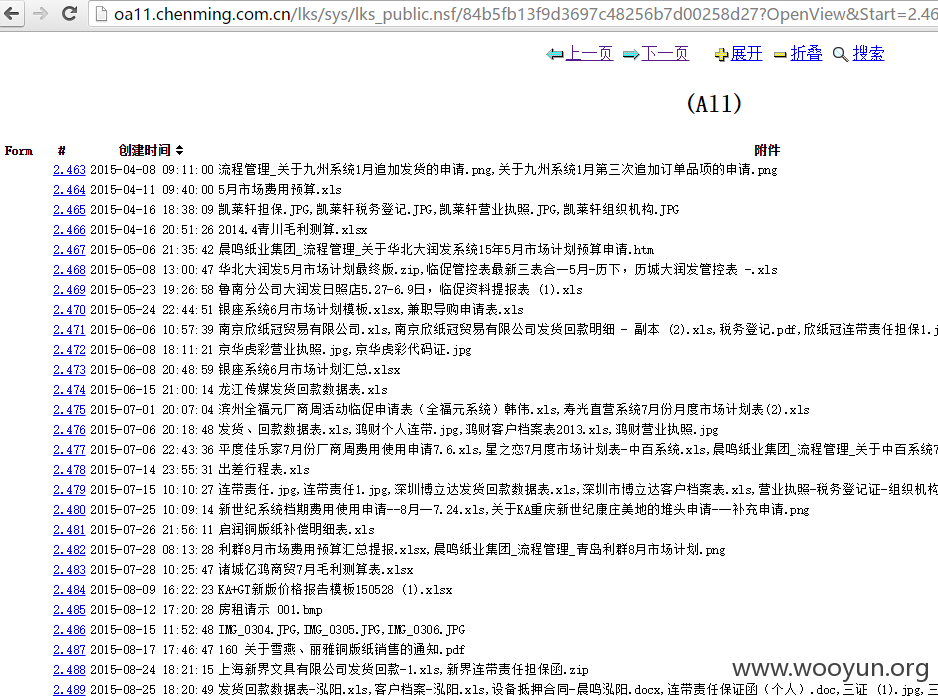 oa11.chenming.com.cn/lks/sys/lks_public.nsf/84b5fb13f9d3697c48256b7d00258d27?OpenView&Start=2.46
上一页 下一页 展开 折叠 搜索
(All)
Form # 创建时间 附件
2.463 2015-04-08 09:11:00 流程管理_关于九州系统1月追加发货的申请.png,关于九州系统1月第三次追加订单品项的申请.png
2.464 2015-04-11 09:40:00 5月市场费用预算.xls
2.465 2015-04-16 18:38:09 凯莱轩担保.JPG,凯莱轩税务登记.JPG,凯莱轩营业执照.JPG,凯莱轩组织机构.JPG
2.466 2015-04-16 20:51:26 2014.4青川毛利测算.xlsx
2.467 2015-05-06 21:35:42 晨鸣纸业集团_流程管理_关于华北大润发系统15年5月市场计划预算申请.htm
2.468 2015-05-08 13:00:47 华北大润发5月市场计划最终版.zip,临促管控表最新三表合一5月-历下，历城大润发管控表 -.xls
2.469 2015-05-23 19:26:58 鲁南分公司大润发日照店5.27-6.9日，临促资料提报表 (1).xls
2.470 2015-05-24 22:44:51 银座系统6月市场计划模板.xlsx,兼职导购申请表.xls
2.471 2015-06-06 10:57:39 南京欣纸冠贸易有限公司.xls,南京欣纸冠贸易有限公司发货回款明细 - 副本 (2).xls,税务登记.pdf,欣纸冠连带责任担保1.j
2.472 2015-06-08 18:11:21 京华虎彩营业执照.jpg,京华虎彩代码证.jpg
2.473 2015-06-08 20:48:59 银座系统6月市场计划汇总.xlsx
2.474 2015-06-15 21:00:14 龙江传媒发货回款数据表.xls
2.475 2015-07-01 20:07:04 滨州全福元厂商周活动临促申请表（全福元系统）韩伟.xls,寿光直营系统7月份月度市场计划表(2).xls
2.476 2015-07-06 20:18:48 发货、回款数据表.xls,鸿财个人连带.jpg,鸿财客户档案表2013.xls,鸿财营业执照.jpg
2.477 2015-07-06 22:43:36 平度佳乐家7月份厂商周费用使用申请7.6.xls,星之恋7月度市场计划表-中百系统.xls,晨鸣纸业集团_流程管理_关于中百系统7
2.478 2015-07-14 23:55:31 出差行程表.xls
2.479 2015-07-15 10:10:27 连带责任.jpg,连带责任1.jpg,深圳博立达发货回款数据表.xls,深圳市博立达客户档案表.xls,营业执照-税务登记证-组织机构
2.480 2015-07-25 10:09:14 新世纪系统档期费用使用申请--8月—7.24.xls,关于KA重庆新世纪康庄美地的堆头申请---补充申请.png
2.481 2015-07-26 21:56:11 启润铜版纸补偿明细表.xls
2.482 2015-07-28 08:13:28 利群8月市场费用预算汇总提报.xlsx,晨鸣纸业集团_流程管理_青岛利群8月市场计划.png
2.483 2015-07-28 10:25:47 诸城亿鸿商贸7月毛利测算表.xlsx
2.484 2015-08-09 16:22:23 KA+GT新版价格报告模板150528 (1).xlsx
2.485 2015-08-12 17:20:28 房租请示 001.bmp
2.486 2015-08-15 11:52:48 IMG_0304.JPG,IMG_0305.JPG,IMG_0306.JPG
2.487 2015-08-17 17:46:47 160 关于雪燕、丽雅铜版纸销售的通知.pdf
2.488 2015-08-24 18:21:15 上海新界文具有限公司发货回款-1.xls,新界连带责任担保函.zip
2.489 2015-08-25 18:20:49 发货回款数据表-泓阳.xls,客户档案-泓阳.xls,设备抵押合同-晨鸣泓阳.docx,连带责任保证函（个人）.doc,三证 (1).jpg,三
www.wooyun.org